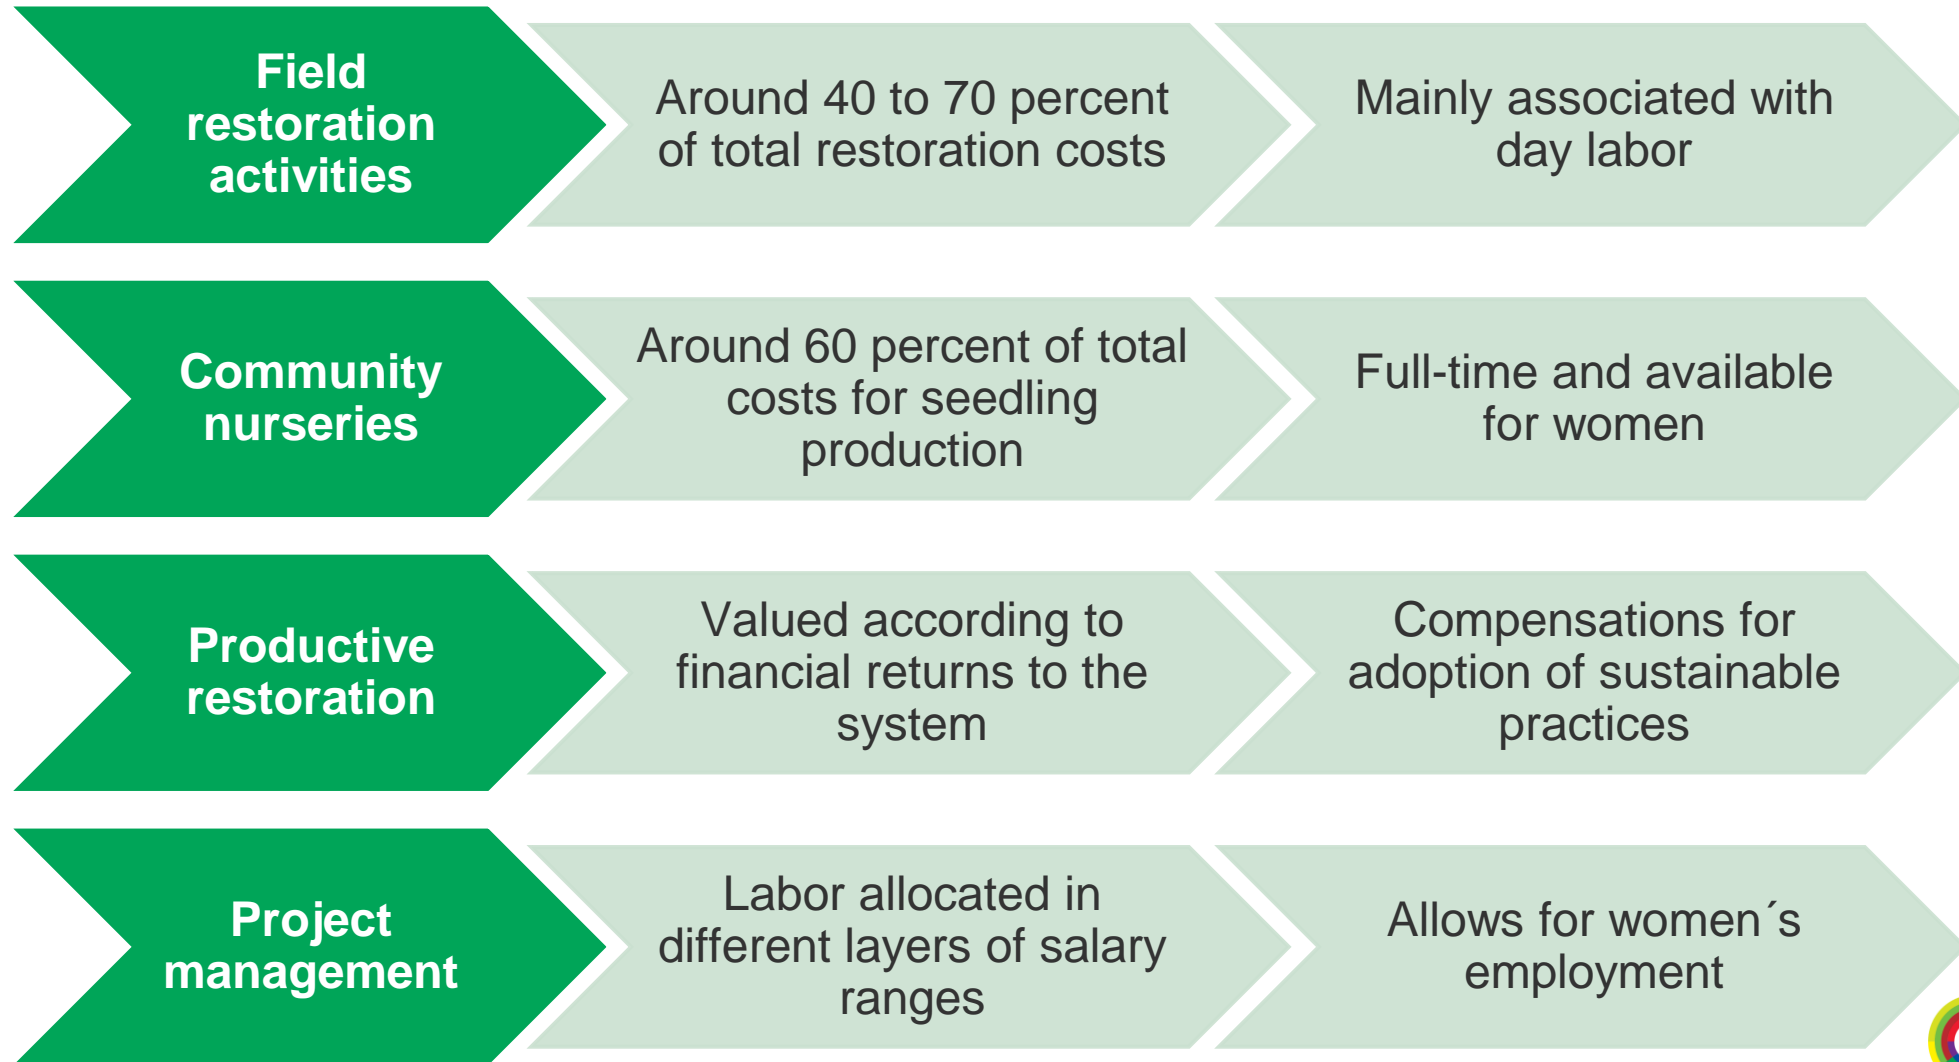 Field
restoration
activities
Around 40 to 70 percent
of total restoration costs
Mainly associated with
day labor
Community
nurseries
Around 60 percent of total
costs for seedling
production
Full-time and available
for women
Productive
restoration
Valued according to
financial returns to the
system
Compensations for
adoption of sustainable
practices
Project
management
Labor allocated in
different layers of salary
ranges
Allows for women´s
employment